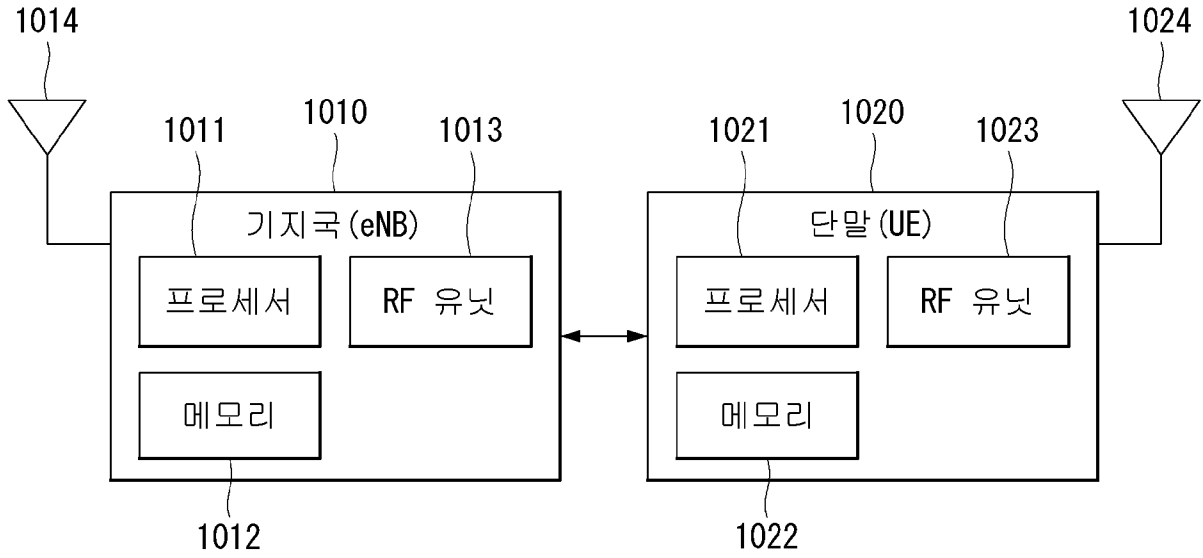 1014
1024
1010
1020
1011
1013
1021
1023
기지국(eNB)
단말(UE)
프로세서
RF 유닛
프로세서
RF 유닛
메모리
메모리
1012
1022